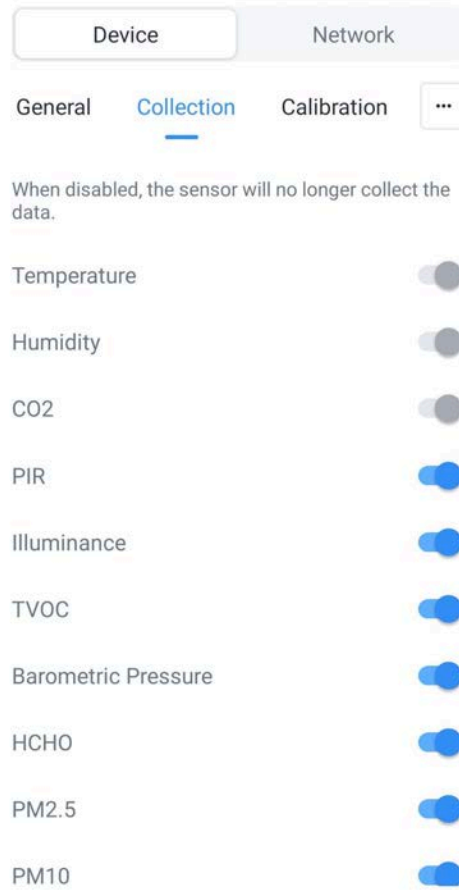 Device
Network
General
Collection
Calibration
...
When disabled, the sensor will no longer collect the
data.
Temperature
Humidity
CO2
PIR
Illuminance
TVOC
Barometric Pressure
HCHO
PM2.5
PM10